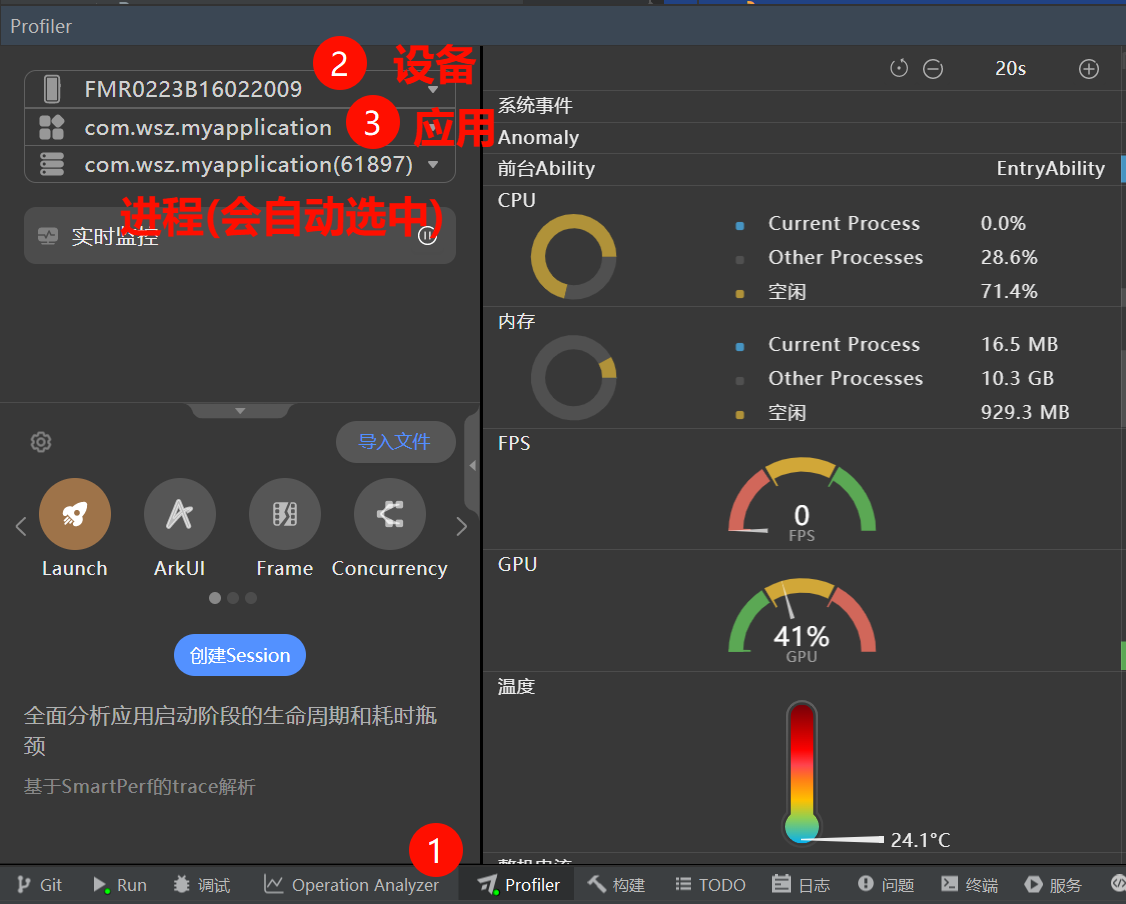 Profiler
2 设备
FMR0223B16022009
com.wsz.myapplication
3 应用
com.wsz.myapplication(61897)
进程(会自动选中)
实时监控
导入文件
Launch
ArkUI
Frame
Concurrency
创建Session
全面分析应用启动阶段的生命周期和耗时瓶
颈
基于SmartPerf的trace解析
20s
系统事件
Anomaly
前台Ability EntryAbility
CPU
Current Process 0.0%
Other Processes 28.6%
空闲 71.4%
内存
Current Process 16.5 MB
Other Processes 10.3 GB
空闲 929.3 MB
FPS
0
FPS
GPU
41%
GPU
温度
24.1°C
1
Git Run 调试 Operation Analyzer Profiler 构建 TODO 日志 问题 终端 服务